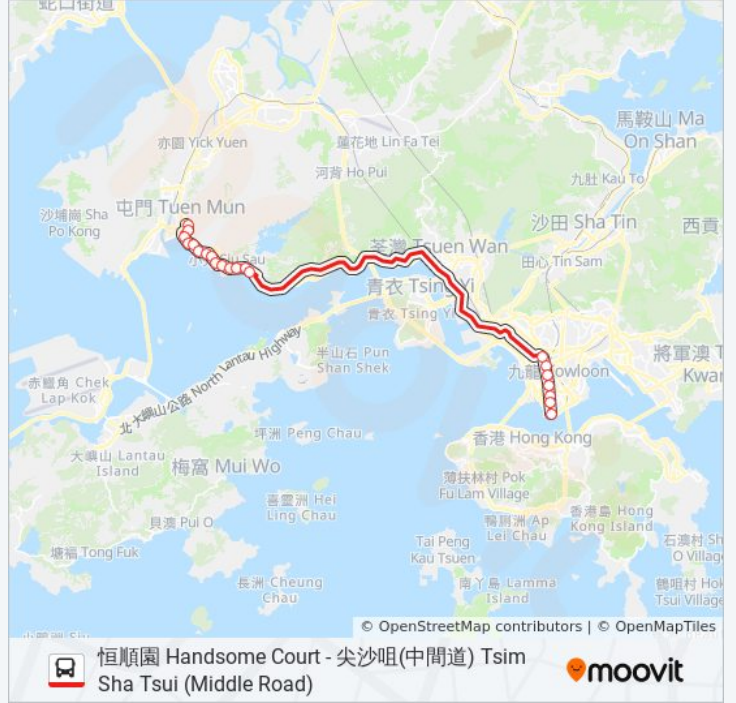 蛇口街道
馬鞍山 Ma
On Shan
亦園 Yick Yuen
蓮花地 Lin Fa Tei
河背 Ho Pui
九肚 Kau To
沙埔崗 Sha
Po Kong
屯門 Tuen Mun
沙田 Sha Tin
西貢
荃灣 Tsuen Wan
田心 Tin Sam
小 Siu Sau
青衣 Tsing Yi
青衣 Tsing Yi
北大嶼山公路 North Lantau Highway
半山石 Pun
Shan Shek
將軍澳 T
Kwan
九龍 Kowloon
赤鱲角 Chek
Lap Kok
坪洲 Peng Chau
香港 Hong Kong
大嶼山 Lantau
Island
梅窩 Mui Wo
薄扶林村 Pok
Fu Lam Village
喜靈洲 Hei
Ling Chau
香港島 Hong
Kong Island
貝澳 Pui O
鴨脷洲 Ap
Lei Chau
塘福 Tong Fuk
Tai Peng
Kau Tsuen
石澳村 Sh
O Village
長洲 Cheung
Chau
南丫島 Lamma
Island
鶴咀村 Hok
Tsui Village
© OpenStreetMap contributors | © OpenMapTiles
恒順園 Handsome Court - 尖沙咀(中間道) Tsim
Sha Tsui (Middle Road)
moovit